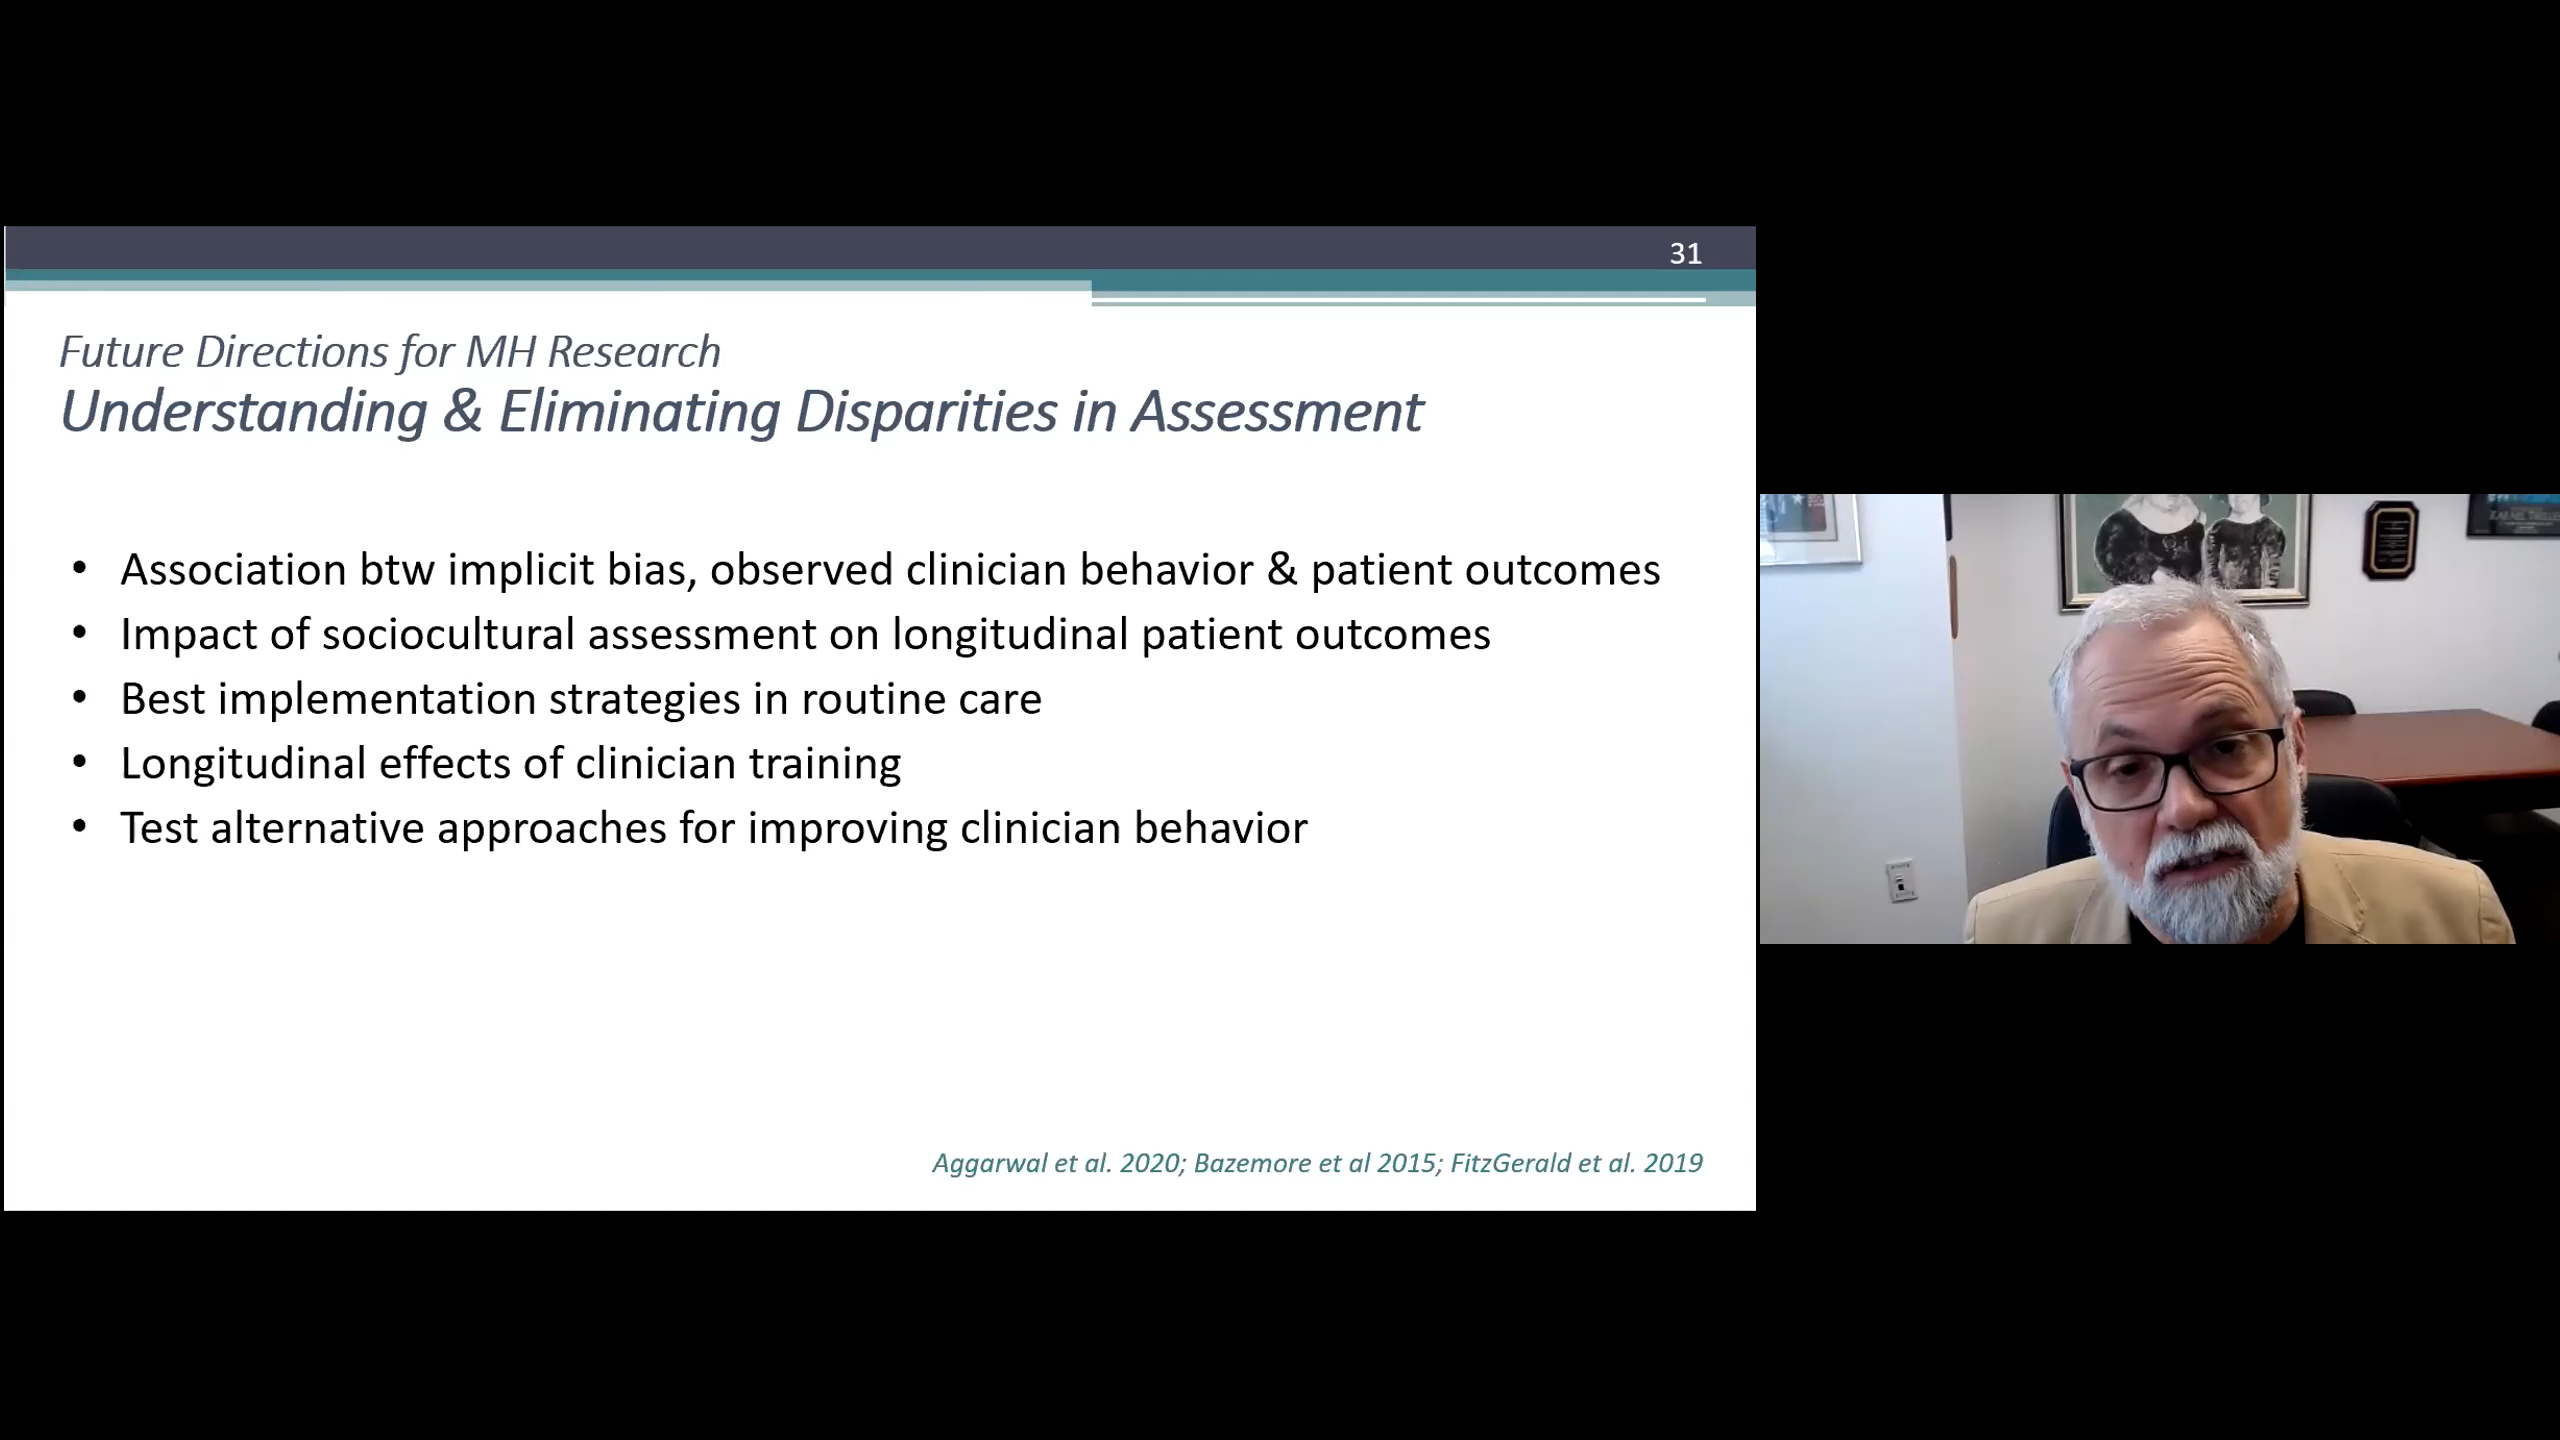 31
Future Directions for MH Research
Understanding & Eliminating Disparities in Assessment
• Association btw implicit bias, observed clinician behavior & patient outcomes
• Impact of sociocultural assessment on longitudinal patient outcomes
• Best implementation strategies in routine care
• Longitudinal effects of clinician training
• Test alternative approaches for improving clinician behavior
Aggarwal et al. 2020; Bazemore et al 2015; FitzGerald et al. 2019